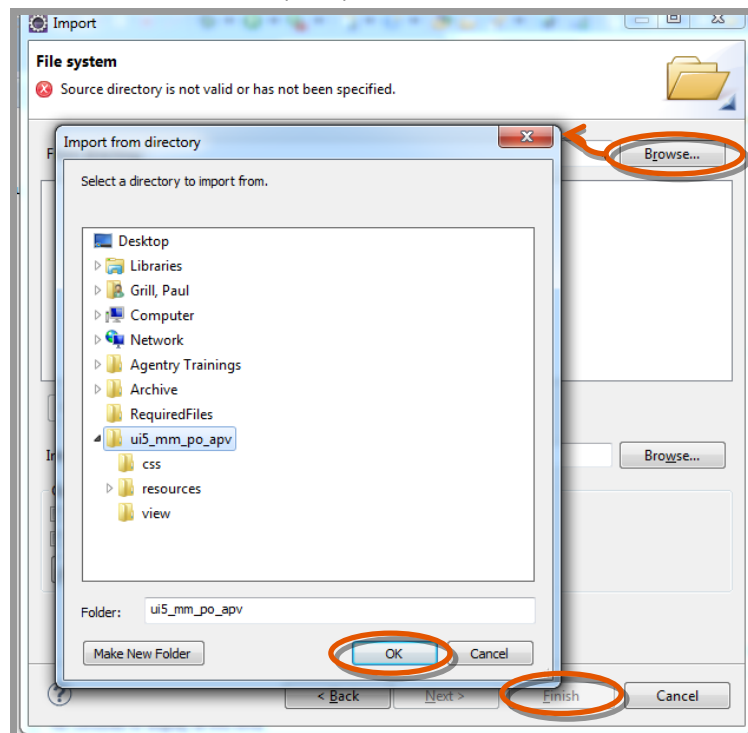 Import
File system
Source directory is not valid or has not been specified.
Browse...
Import from directory
Select a directory to import from.
Desktop
Libraries
Grill, Paul
Computer
Network
Agentry Trainings
Archive
RequiredFiles
ui5_mm_po_apv
css
resources
view
Browse...
Folder: ui5_mm_po_apv
Make New Folder OK Cancel
< Back Next > Finish Cancel